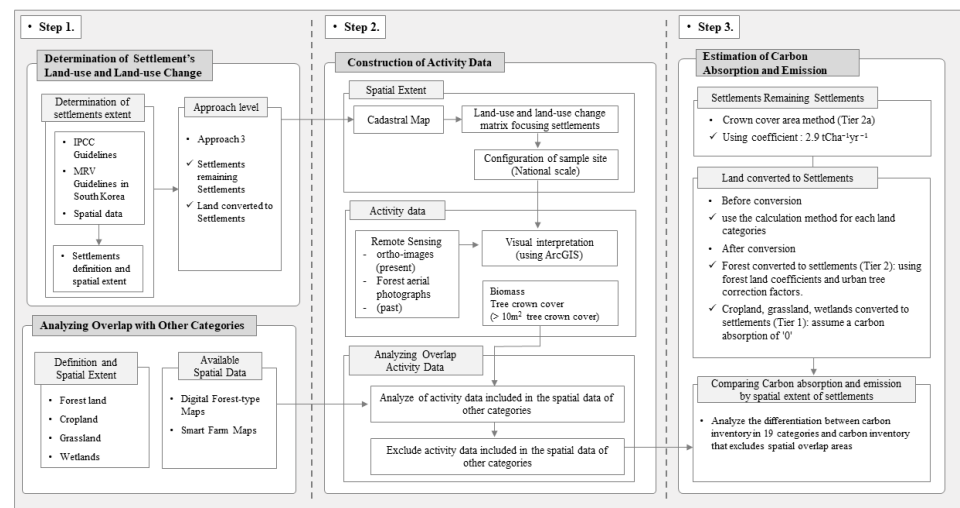 • Step 1.
Determination of Settlement's
Land-use and Land-use Change
Determination of
settlements extent
• IPCC
Guidelines
• MRV
Guidelines in
South Korea
• Spatial data
Settlements
definition and
spatial extent
Approach level
• Approach 3
✓ Settlements
remaining
Settlements
✓ Land converted to
Settlements
Analyzing Overlap with Other Categories
Definition and
Spatial Extent
• Forest land
• Cropland
• Grassland
• Wetlands
Available
Spatial Data
• Digital Forest-type
Maps
• Smart Farm Maps
• Step 2.
Construction of Activity Data
Spatial Extent
Cadastral Map
Land-use and land-use change
matrix focusing settlements
Configuration of sample site
(National scale)
Activity data
Remote Sensing
- ortho-images
(present)
- Forest aerial
photographs
- (past)
Visual interpretation
(using ArcGIS)
Biomass
Tree crown cover
(> 10m² tree crown cover)
Analyzing Overlap
Activity Data
Analyze of activity data included in the spatial data of
other categories
Exclude activity data included in the spatial data of
other categories
• Step 3.
Estimation of Carbon
Absorption and Emission
Settlements Remaining Settlements
• Crown cover area method (Tier 2a)
✓ Using coefficient : 2.9 tCha⁻¹yr⁻¹
Land converted to Settlements
• Before conversion
✓ use the calculation method for each land
categories
• After conversion
✓ Forest converted to settlements (Tier 2): using
forest land coefficients and urban tree
correction factors.
✓ Cropland, grassland, wetlands converted to
settlements (Tier 1): assume a carbon
absorption of '0'
Comparing Carbon absorption and emission
by spatial extent of settlements
• Analyze the differentiation between carbon
inventory in 19 categories and carbon inventory
that excludes spatial overlap areas